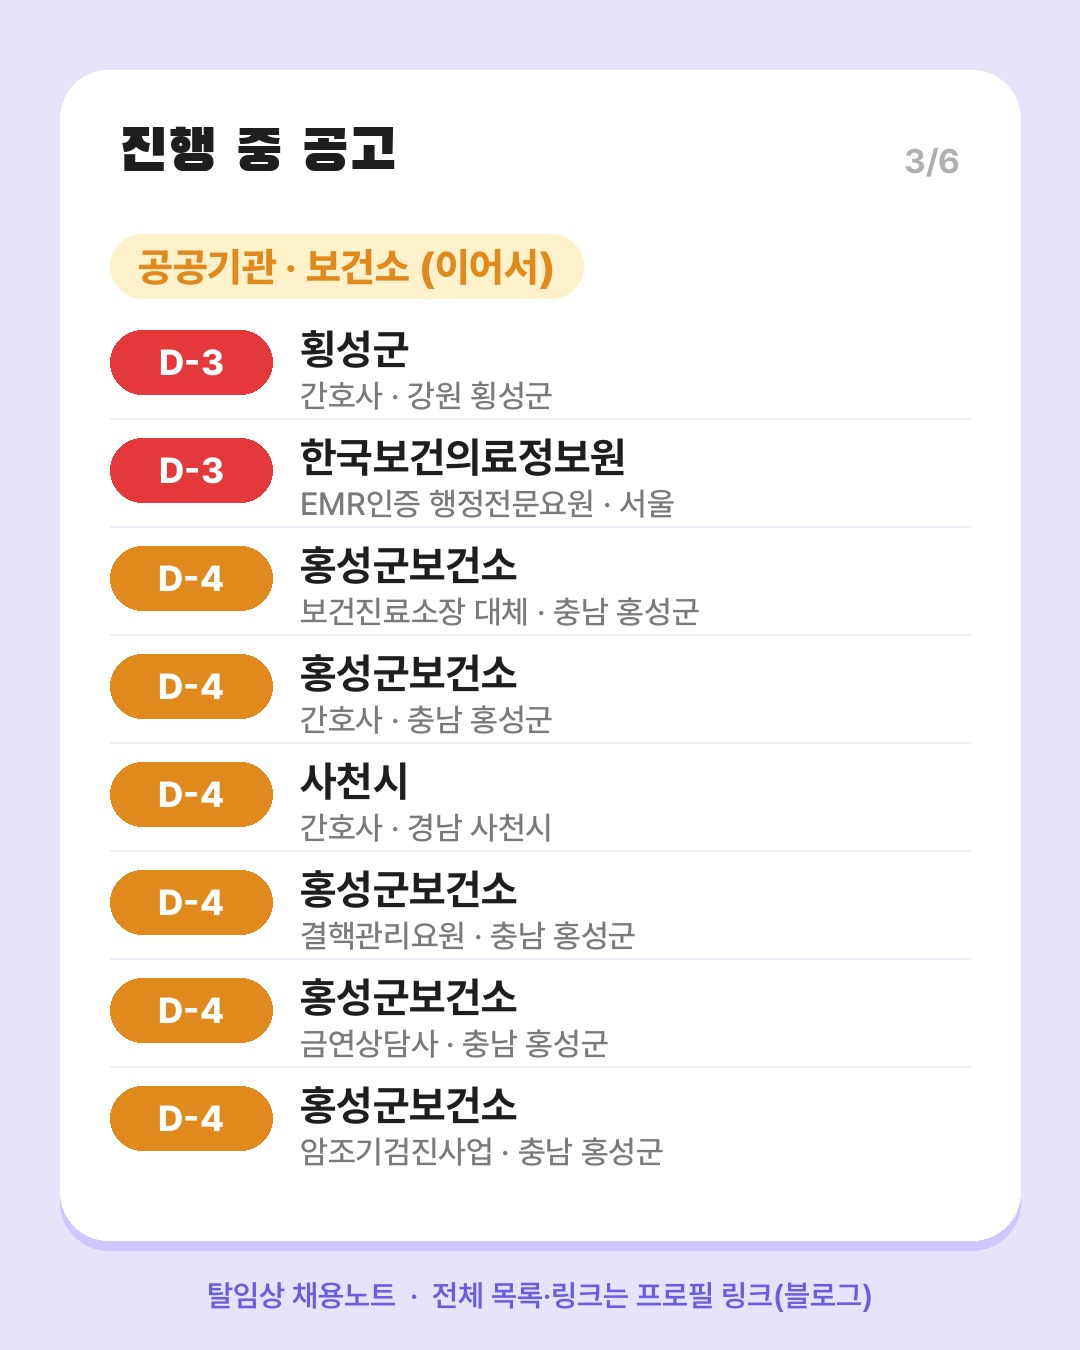 진행 중 공고
3/6
공공기관 · 보건소 (이어서)
D-3
횡성군
간호사 · 강원 횡성군
D-3
한국보건의료정보원
EMR인증 행정전문요원 · 서울
D-4
홍성군보건소
보건진료소장 대체 · 충남 홍성군
D-4
홍성군보건소
간호사 · 충남 홍성군
D-4
사천시
간호사 · 경남 사천시
D-4
홍성군보건소
결핵관리요원 · 충남 홍성군
D-4
홍성군보건소
금연상담사 · 충남 홍성군
D-4
홍성군보건소
암조기검진사업 · 충남 홍성군
탈임상 채용노트 · 전체 목록·링크는 프로필 링크(블로그)